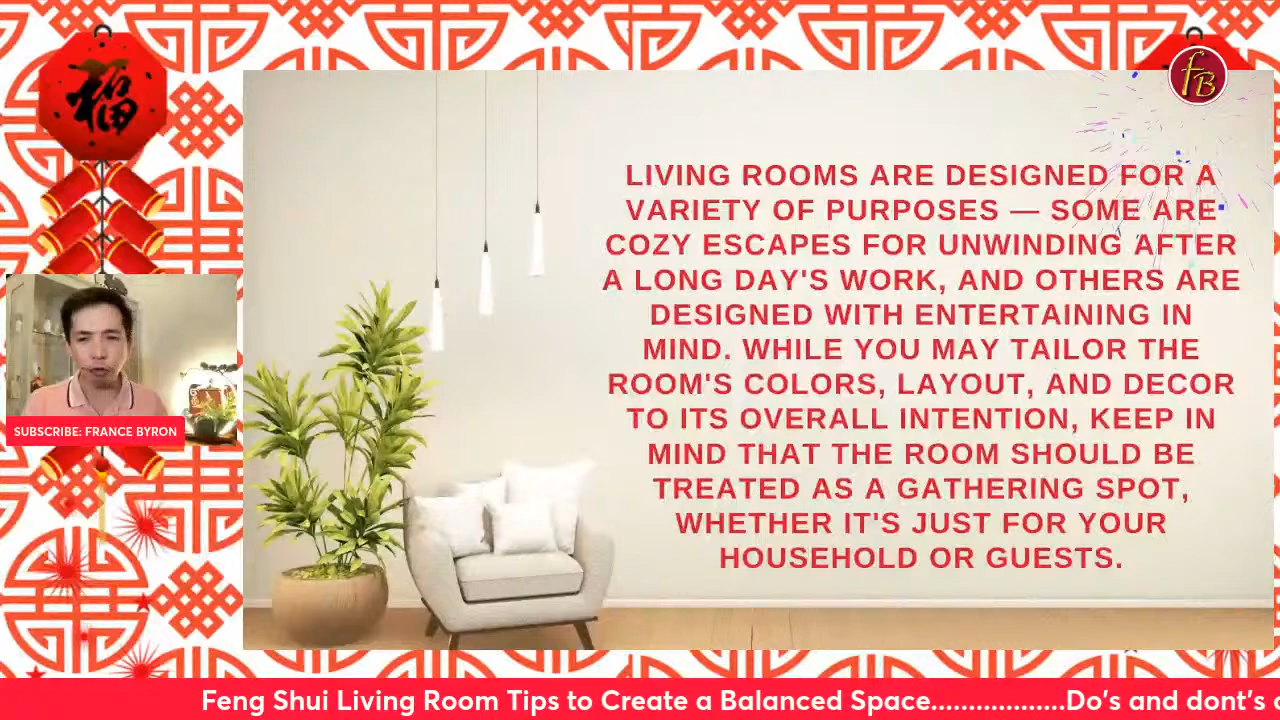 福
fB
LIVING ROOMS ARE DESIGNED FOR A
VARIETY OF PURPOSES — SOME ARE
COZY ESCAPES FOR UNWINDING AFTER
A LONG DAY'S WORK, AND OTHERS ARE
DESIGNED WITH ENTERTAINING IN
MIND. WHILE YOU MAY TAILOR THE
ROOM'S COLORS, LAYOUT, AND DECOR
TO ITS OVERALL INTENTION, KEEP IN
MIND THAT THE ROOM SHOULD BE
TREATED AS A GATHERING SPOT,
WHETHER IT'S JUST FOR YOUR
HOUSEHOLD OR GUESTS.
SUBSCRIBE: FRANCE BYRON
Feng Shui Living Room Tips to Create a Balanced Space..................Do's and dont's